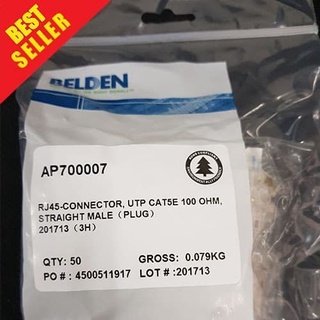 BEST
SELLER
BELDEN
AP700007
RJ45-CONNECTOR, UTP CAT5E 100 OHM,
STRAIGHT MALE（PLUG）
201713（3H）
QTY: 50 GROSS: 0.079KG
PO # : 4500511917 LOT # :201713